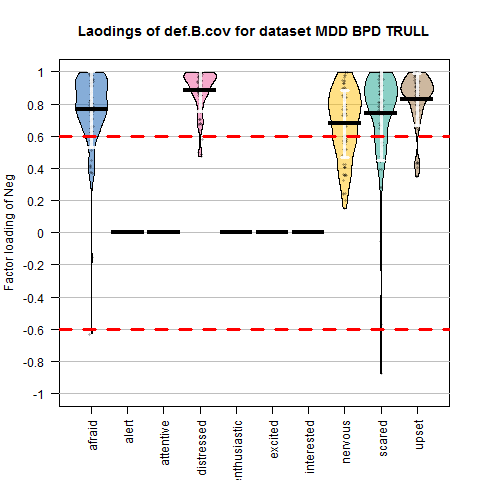 Laodings of def.B.cov for dataset MDD BPD TRULL
Factor loading of Neg
1
0.8
0.6
0.4
0.2
0
-0.2
-0.4
-0.6
-0.8
-1
afraid
alert
attentive
distressed
nthusiastic
excited
interested
nervous
scared
upset